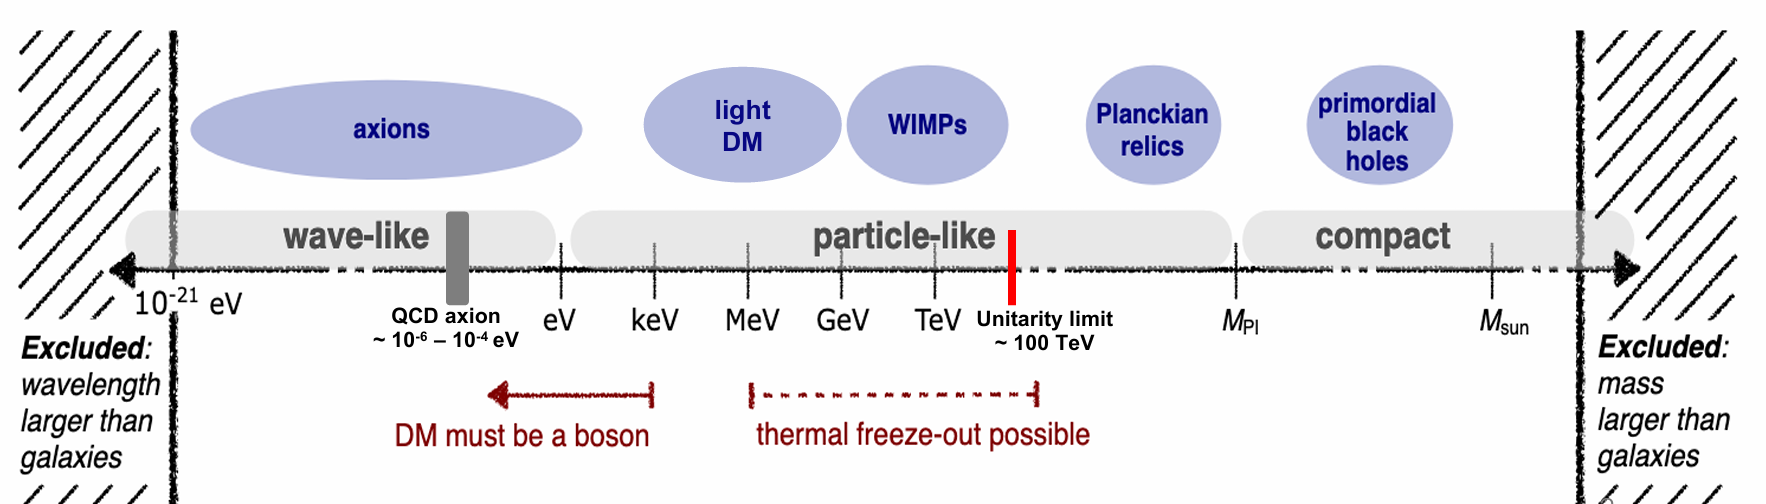 axions
light
DM
WIMPs
Planckian
relics
primordial
black
holes
wave-like
particle-like
compact
10-21 eV
QCD axion
~ 10-6 – 10-4 eV
eV
keV
MeV
GeV
TeV
Unitarity limit
~ 100 TeV
MPl
Msun
Excluded:
wavelength
larger than
galaxies
Excluded:
mass
larger than
galaxies
DM must be a boson
thermal freeze-out possible